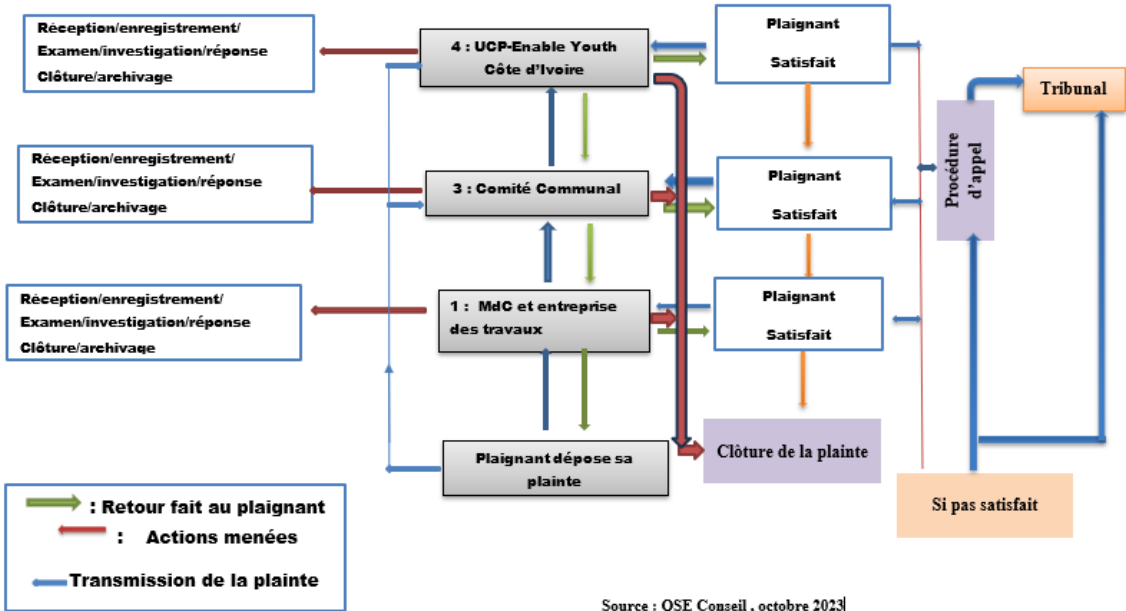 Réception/enregistrement/
Examen/investigation/réponse
Clôture/archivage
4 : UCP-Enable Youth
Côte d'Ivoire
Plaignant
Satisfait
Tribunal
Réception/enregistrement/
Examen/investigation/réponse
Clôture/archivage
3 : Comité Communal
Plaignant
Satisfait
Procédure
d'appel
Réception/enregistrement/
Examen/investigation/réponse
Clôture/archivage
1 : MdC et entreprise
des travaux
Plaignant
Satisfait
Plaignant dépose sa
plainte
Clôture de la plainte
Si pas satisfait
: Retour fait au plaignant
: Actions menées
Transmission de la plainte
Source : OSE Conseil , octobre 2023